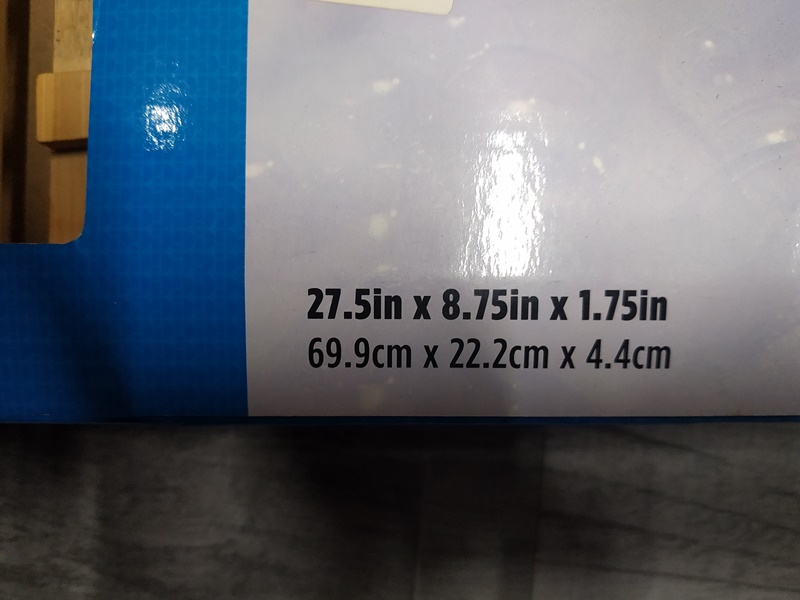 27.5in x 8.75in x 1.75in
69.9cm x 22.2cm x 4.4cm